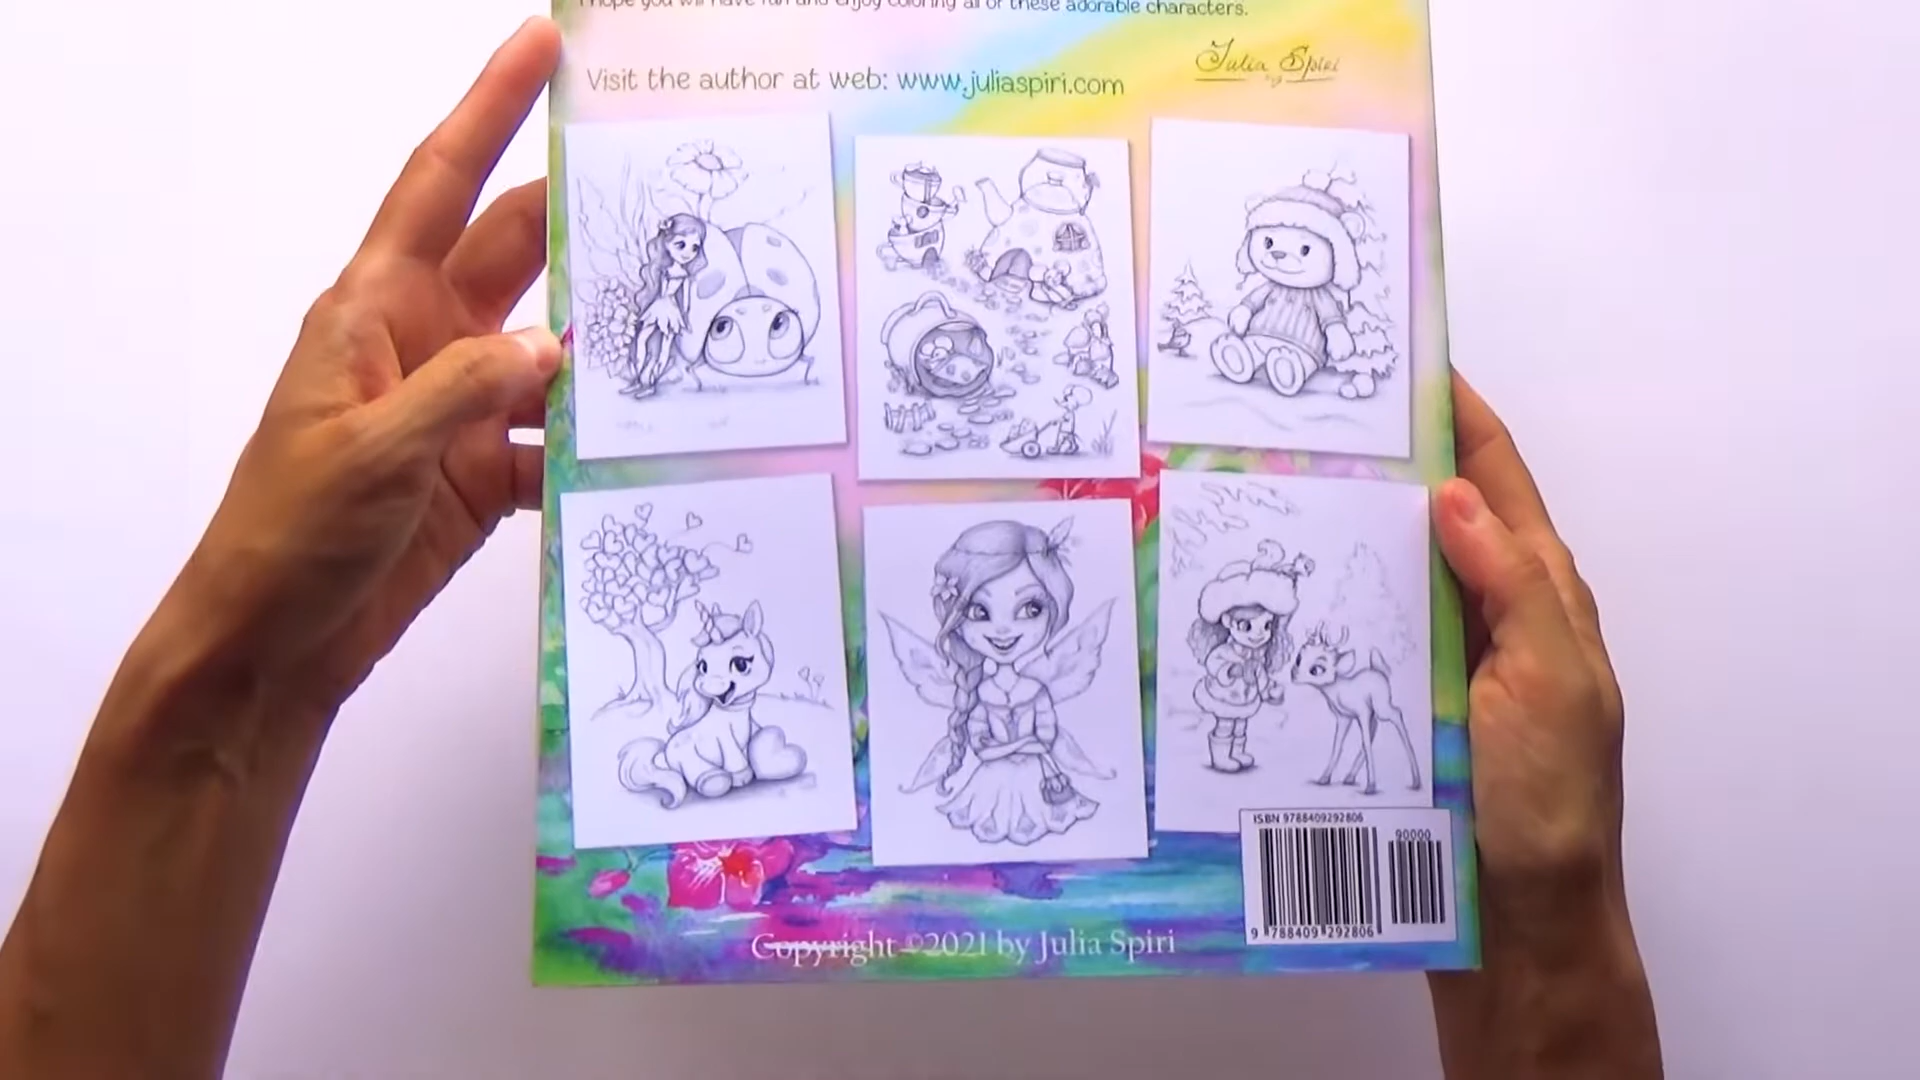 I hope you will have fun and enjoy coloring all of these adorable characters.
Julia Spiri
Visit the author at web: www.juliaspiri.com
ISBN 9788409292806
90000
9 788409 292806
Copyright ©2021 by Julia Spiri